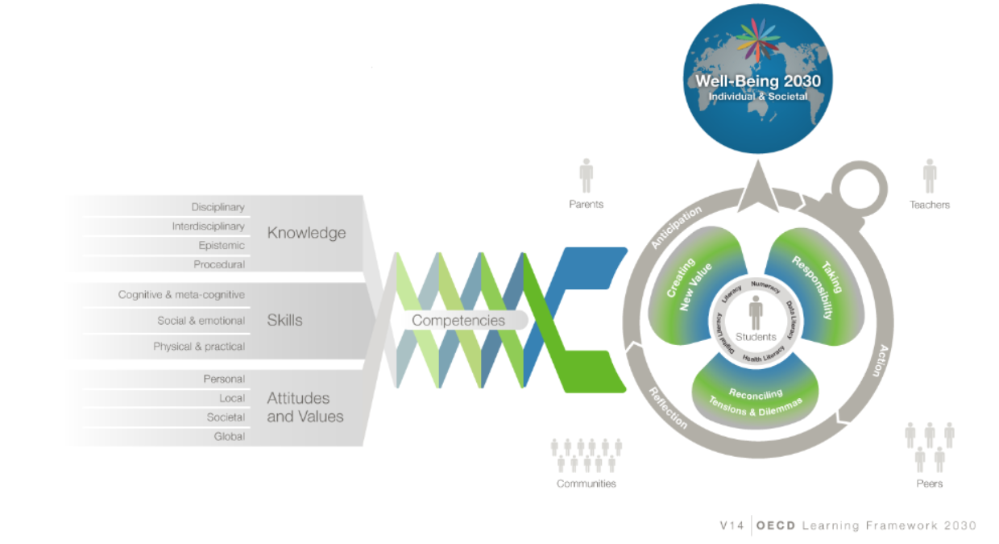 Well-Being 2030
Individual & Societal
Parents
Teachers
Disciplinary
Interdisciplinary
Epistemic
Procedural
Knowledge
Cognitive & meta-cognitive
Social & emotional
Physical & practical
Skills
Personal
Local
Societal
Global
Attitudes
and Values
Competencies
Anticipation
Action
Reflection
Creating
New Value
Taking
Responsibility
Reconciling
Tensions & Dilemmas
Literacy
Numeracy
Data Literacy
Health Literacy
Digital Literacy
Students
Communities
Peers
V14 OECD Learning Framework 2030